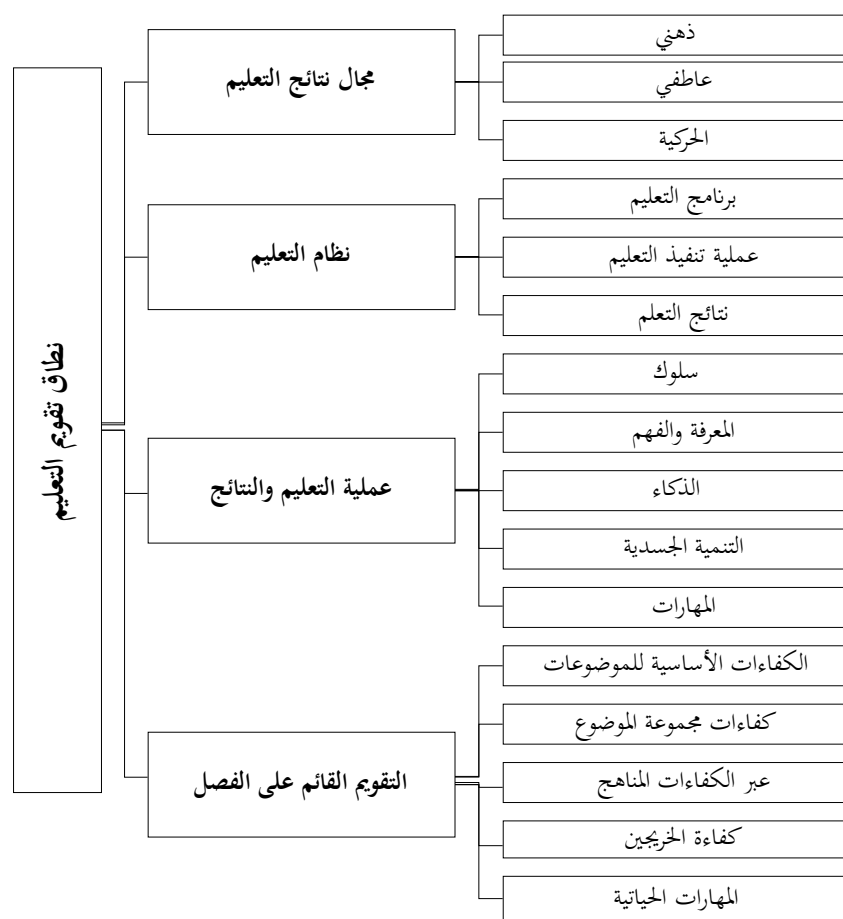 نطاق تقويم التعليم
مجال نتائج التعليم
ذهني
عاطفي
الحركية
نظام التعليم
برنامج التعليم
عملية تنفيذ التعليم
نتائج التعلم
عملية التعليم والنتائج
سلوك
المعرفة والفهم
الذكاء
التنمية الجسدية
المهارات
التقويم القائم على الفصل
الكفاءات الأساسية للموضوعات
كفاءات مجموعة الموضوع
عبر الكفاءات المناهج
كفاءة الخريجين
المهارات الحياتية